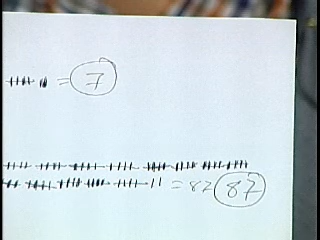 = 7
= 82 87